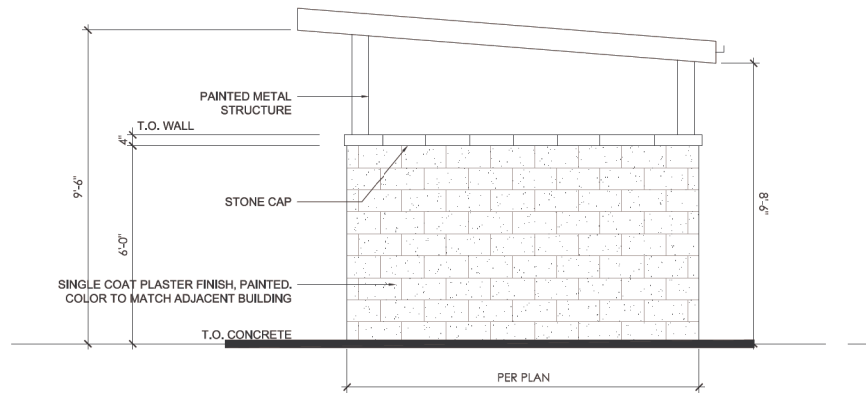 PAINTED METAL
STRUCTURE
T.O. WALL
4"
9'-6"
STONE CAP
8'-6"
6'-0"
SINGLE COAT PLASTER FINISH, PAINTED.
COLOR TO MATCH ADJACENT BUILDING
T.O. CONCRETE
PER PLAN